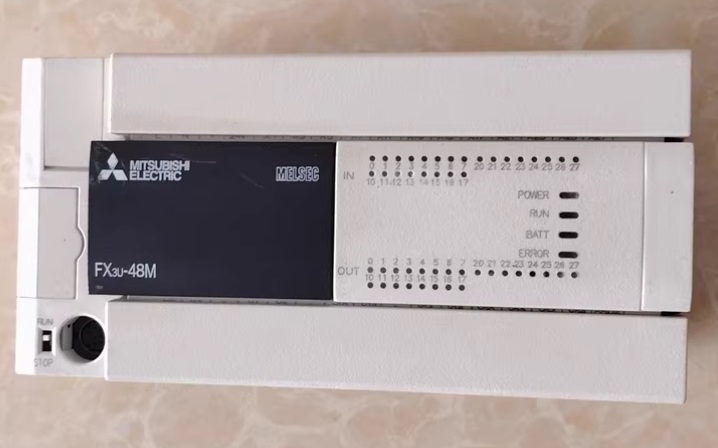 MITSUBISHI
ELECTRIC
MELSEC
FX3U-48M
IN
0 1 2 3 4 5 6 7 20 21 22 23 24 25 26 27
10 11 12 13 14 15 16 17
POWER
RUN
BATT
ERROR
OUT
0 1 2 3 4 5 6 7 20 21 22 23 24 25 26 27
10 11 12 13 14 15 16 17
RUN
STOP